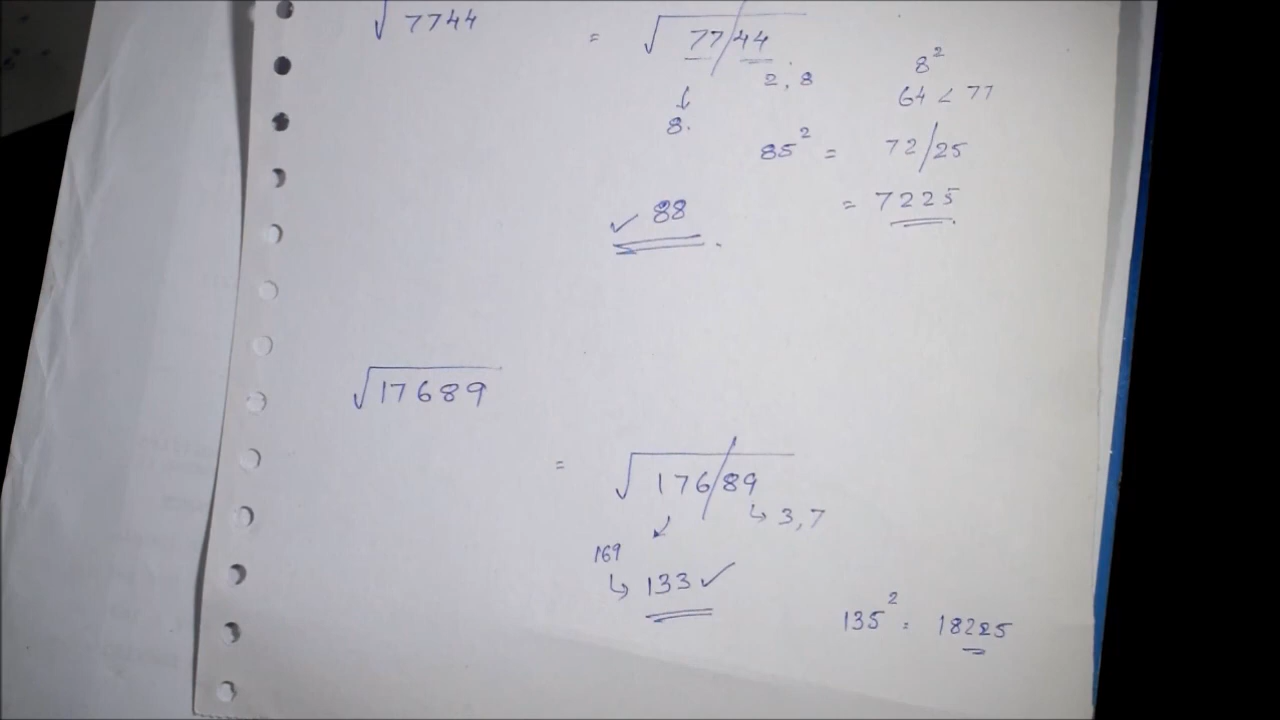 √7744 = √77/44
2, 8
8²
64 < 77
↓
8.
85² = 72/25
= 7225
✓ 88
√17689
= √176/89
↳ 3, 7
169
↳ 133 ✓
135² = 18225